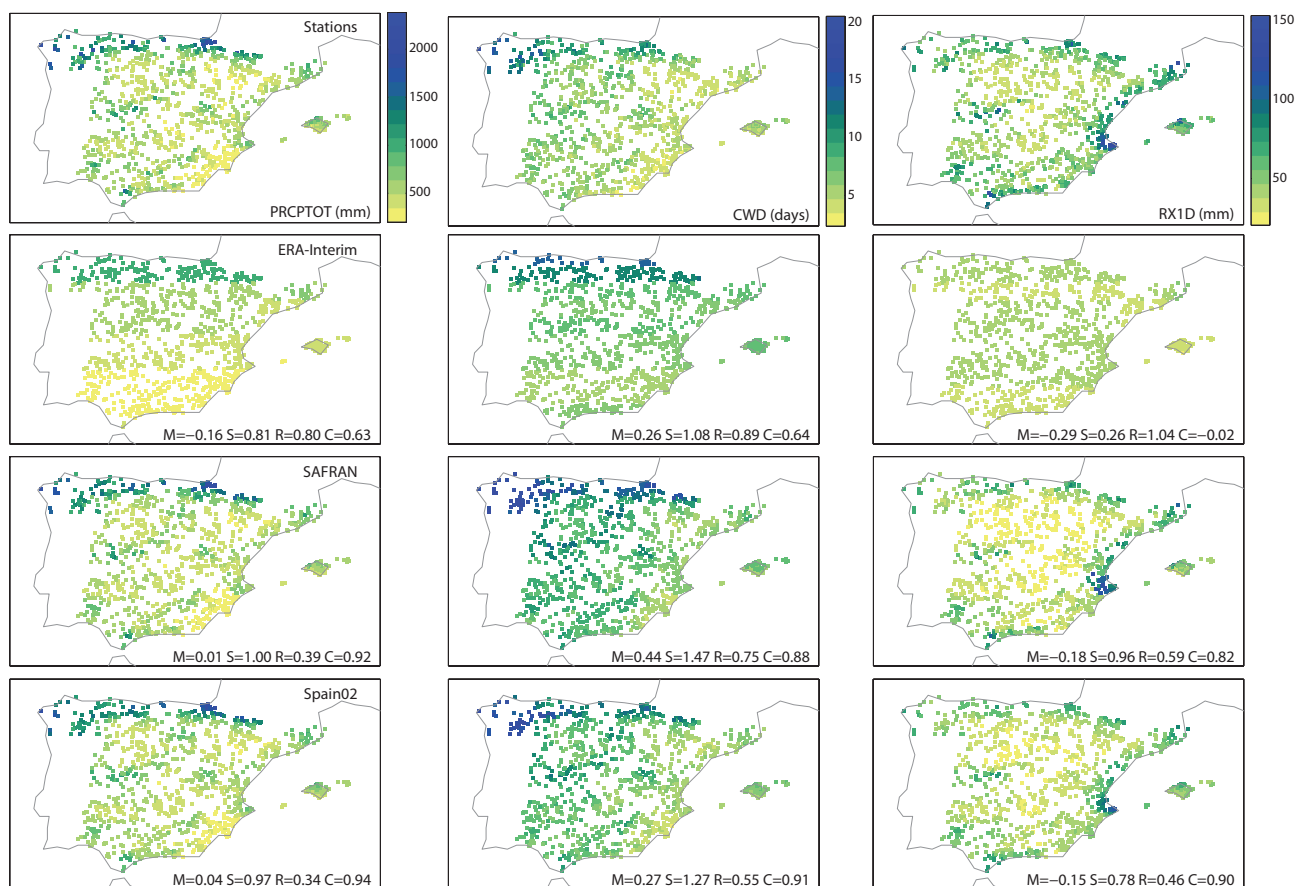 Stations
PRCPTOT (mm)
2000
1500
1000
500
CWD (days)
20
15
10
5
RX1D (mm)
150
100
50
ERA-Interim
M=−0.16 S=0.81 R=0.80 C=0.63
M=0.26 S=1.08 R=0.89 C=0.64
M=−0.29 S=0.26 R=1.04 C=−0.02
SAFRAN
M=0.01 S=1.00 R=0.39 C=0.92
M=0.44 S=1.47 R=0.75 C=0.88
M=−0.18 S=0.96 R=0.59 C=0.82
Spain02
M=0.04 S=0.97 R=0.34 C=0.94
M=0.27 S=1.27 R=0.55 C=0.91
M=−0.15 S=0.78 R=0.46 C=0.90